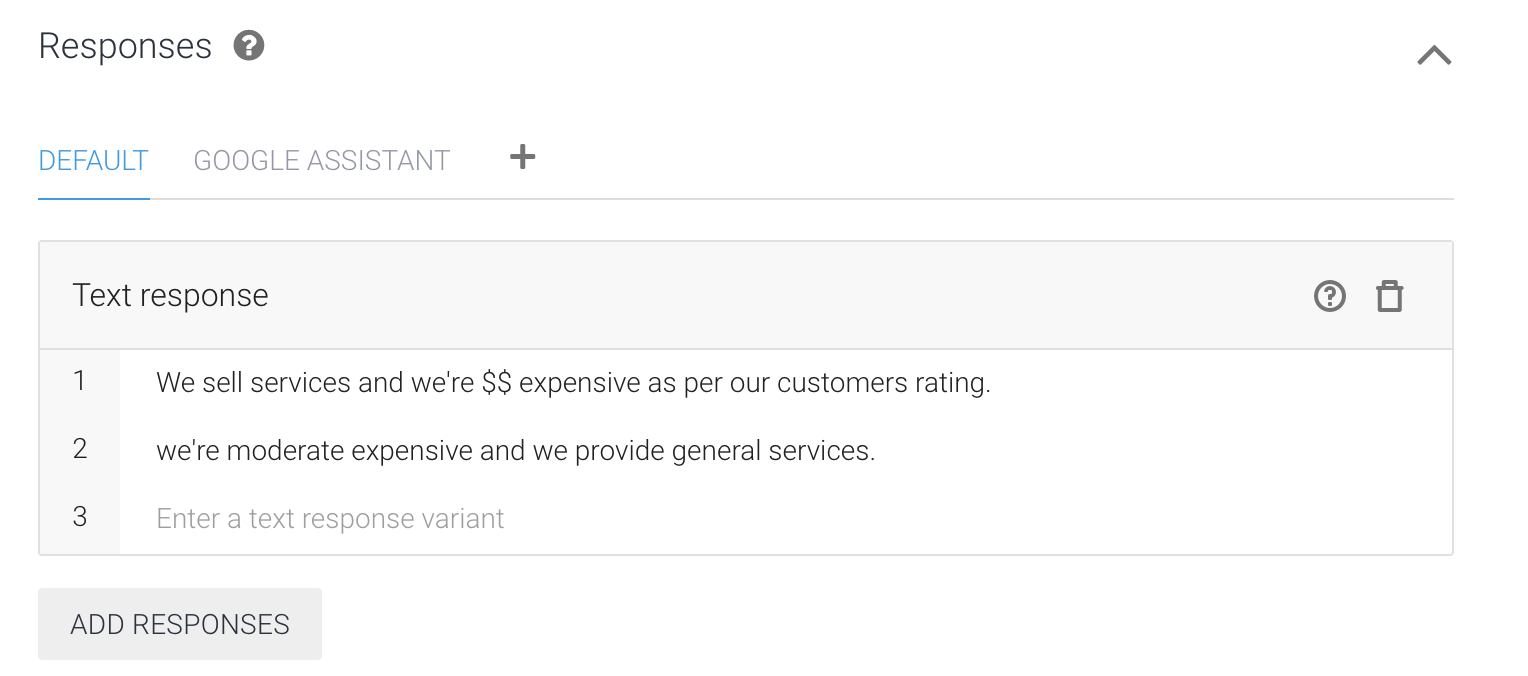 Responses ?
DEFAULT GOOGLE ASSISTANT +
Text response ?
1 We sell services and we're $$ expensive as per our customers rating.
2 we're moderate expensive and we provide general services.
3 Enter a text response variant
ADD RESPONSES